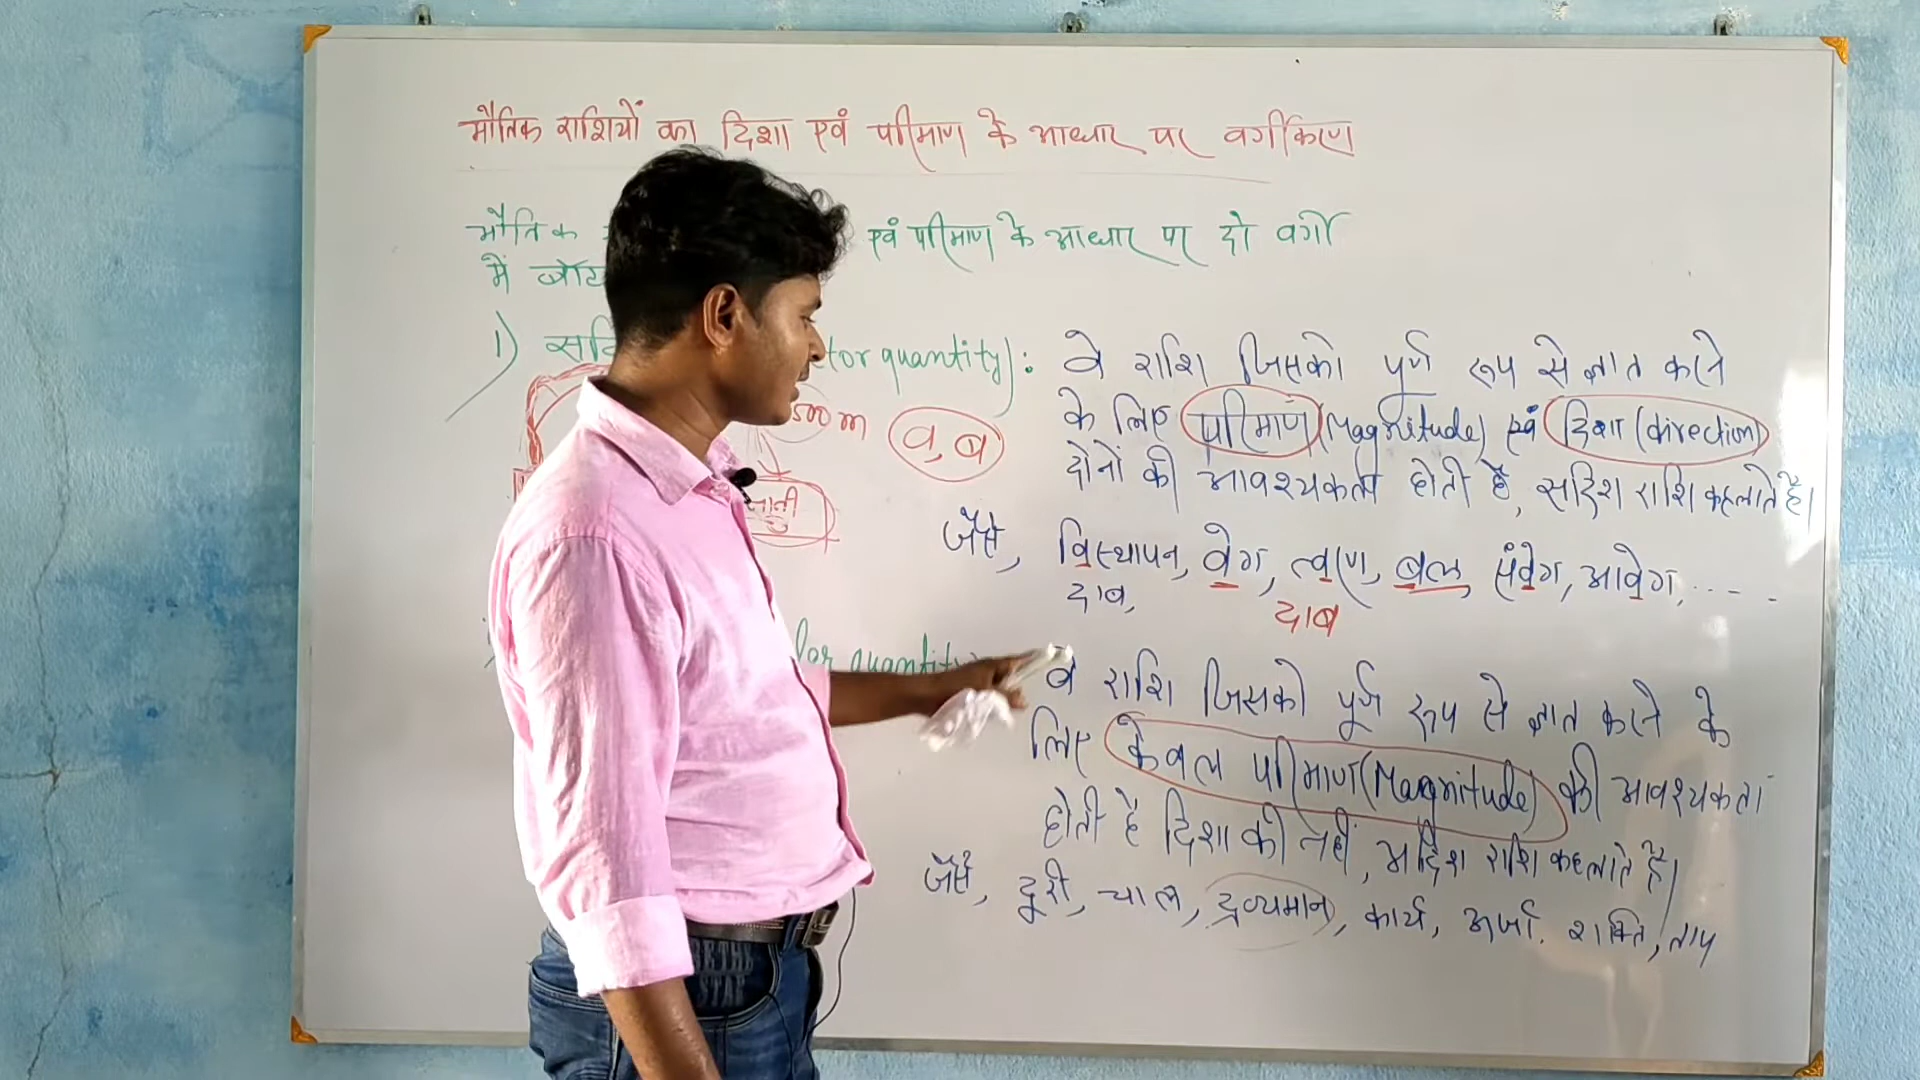 भौतिक राशियों का दिशा एवं परिमाण के आधार पर वर्गीकरण
भौतिक एवं परिमाण के आधार पर दो वर्गों
में
1) tor quantity): वे राशि जिसको पूर्ण रूप से ज्ञात करने
के लिए परिमाण (Magnitude) एवं दिशा (direction)
दोनों की आवश्यकता होती है, सदिश राशि कहलाते है।
500 m
व, ब
जैसे, विस्थापन, वेग, त्वरण, बल, संवेग, आवेग, ....
दाब,
दाब
lar quantity
वे राशि जिसको पूर्ण रूप से ज्ञात करने के
लिए केवल परिमाण (Magnitude) की आवश्यकता
होती है दिशा की नहीं, अदिश राशि कहलाते है।
जैसे, दूरी, चाल, द्रव्यमान, कार्य, ऊर्जा, शक्ति, ताप